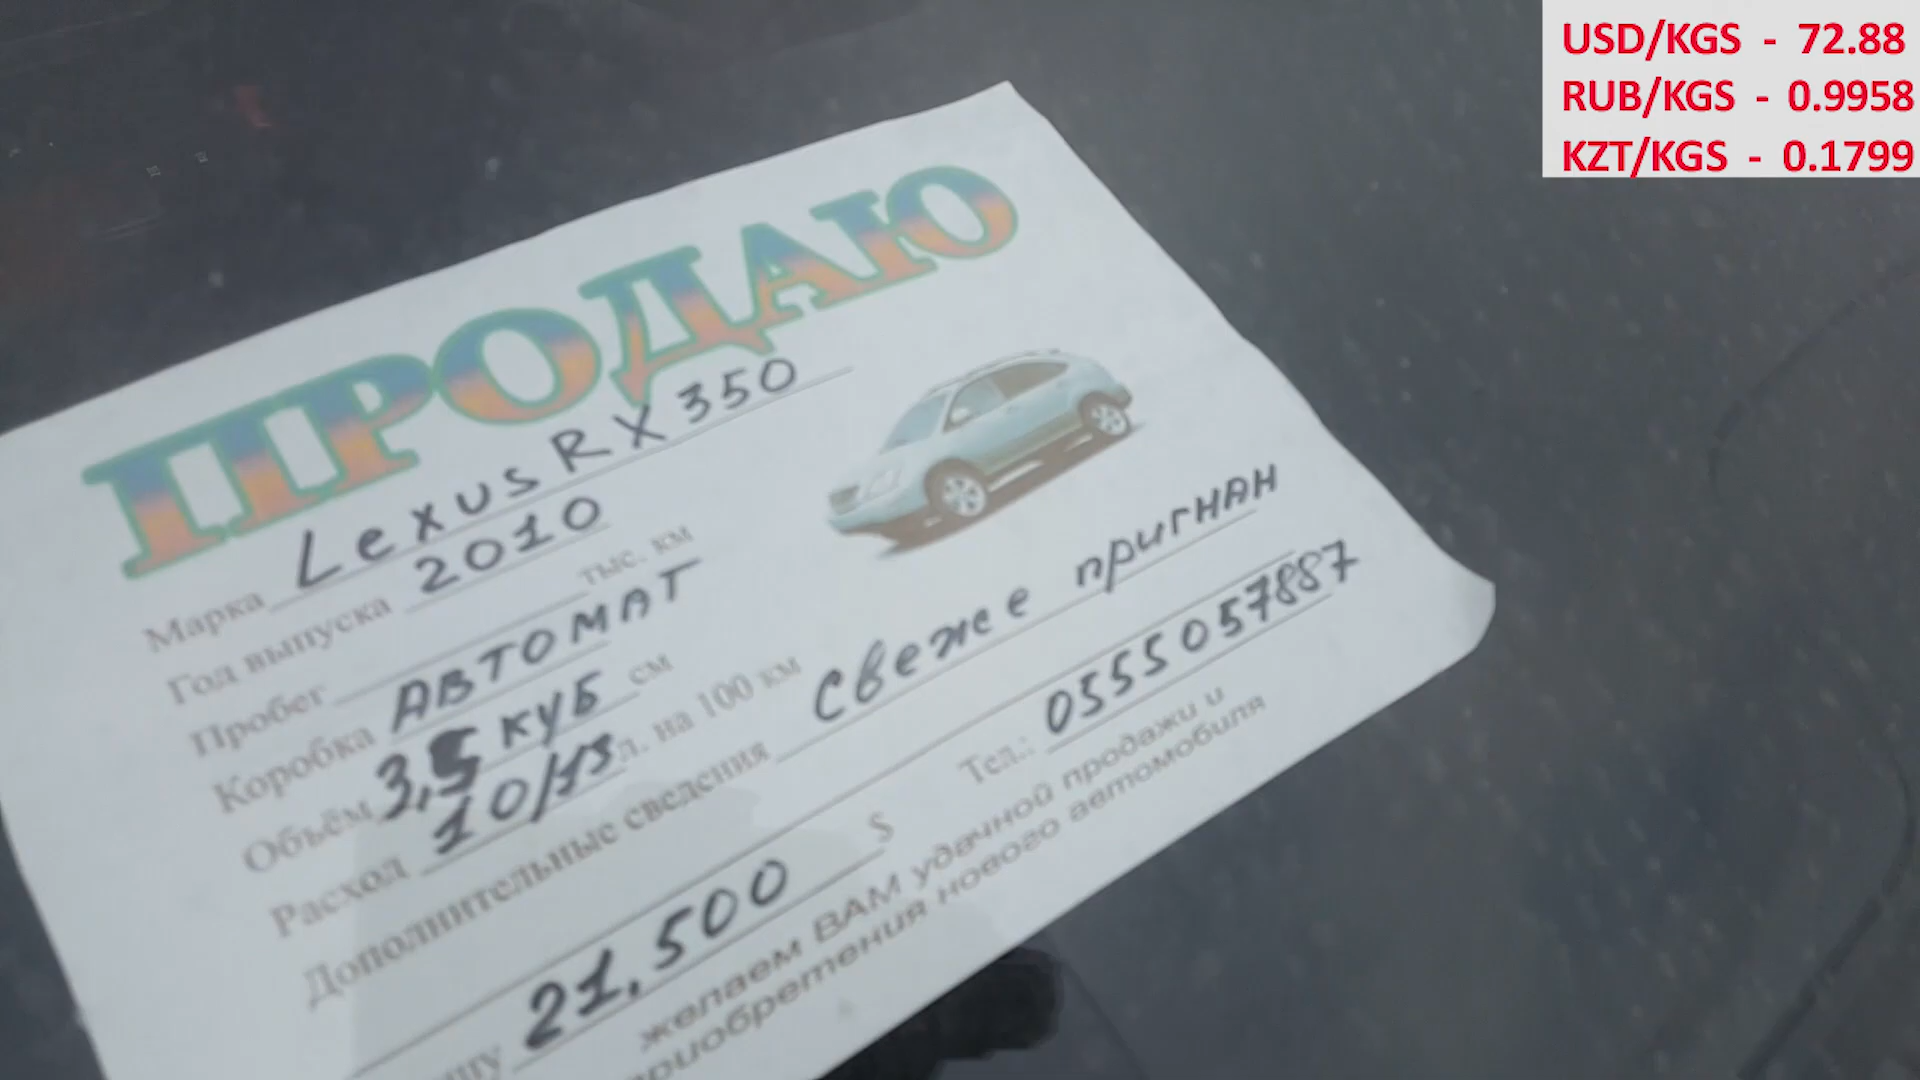 USD/KGS - 72.88
RUB/KGS - 0.9958
KZT/KGS - 0.1799
ПРОДАЮ
Марка Lexus RX350
Год выпуска 2010
Пробег тыс. км
Коробка АВТОМАТ
Объём 3,5 куб см
Расход 10/13 л. на 100 км
Дополнительные сведения Свеже пригнан
Тел.: 0555057887
21.500 $
желаем ВАМ удачной продажи и
приобретения нового автомобиля